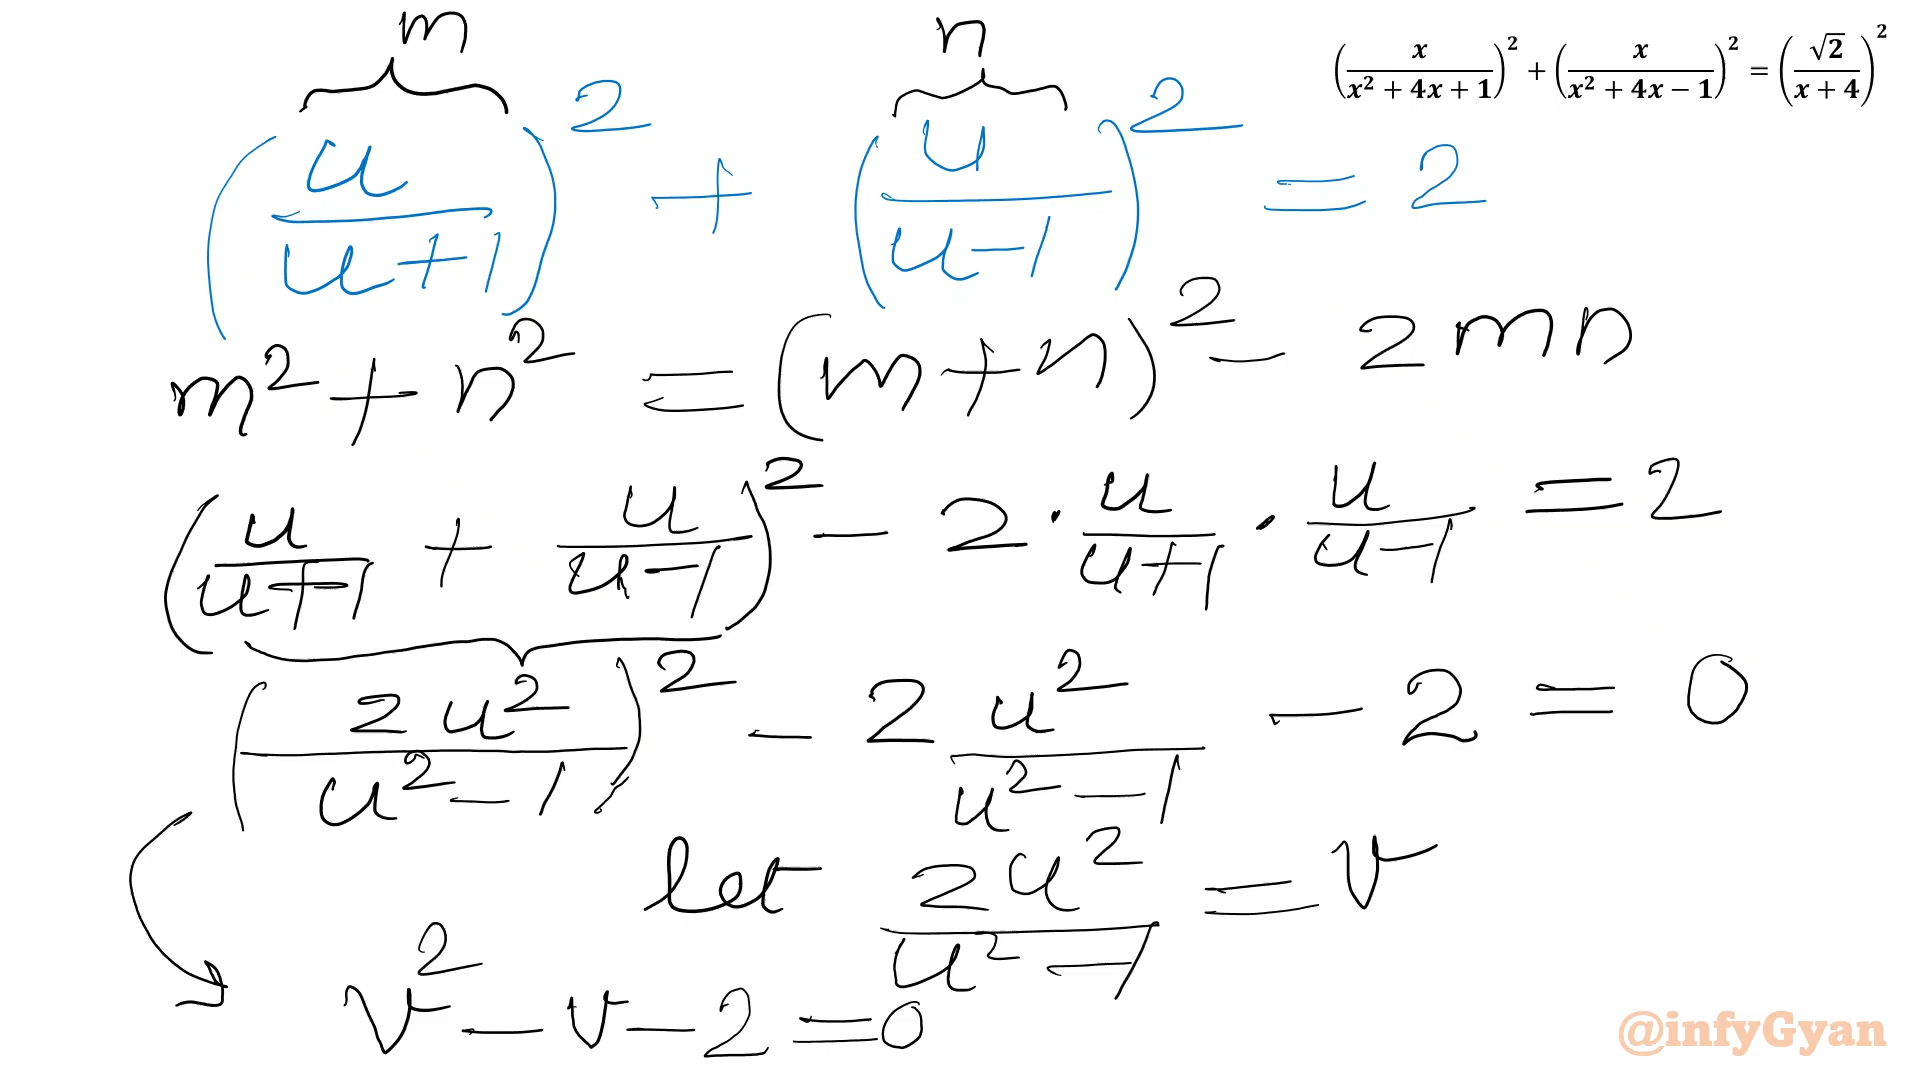 m n
(x/(x² + 4x + 1))² + (x/(x² + 4x − 1))² = (√2/(x + 4))²
(u/(u+1))² + (u/(u−1))² = 2
m² + n² = (m+n)² − 2mn
(u/(u+1) + u/(u−1))² − 2 · u/(u+1) · u/(u−1) = 2
(2u²/(u²−1))² − 2 u²/(u²−1) − 2 = 0
let 2u²/(u²−1) = v
v² − v − 2 = 0
@infyGyan